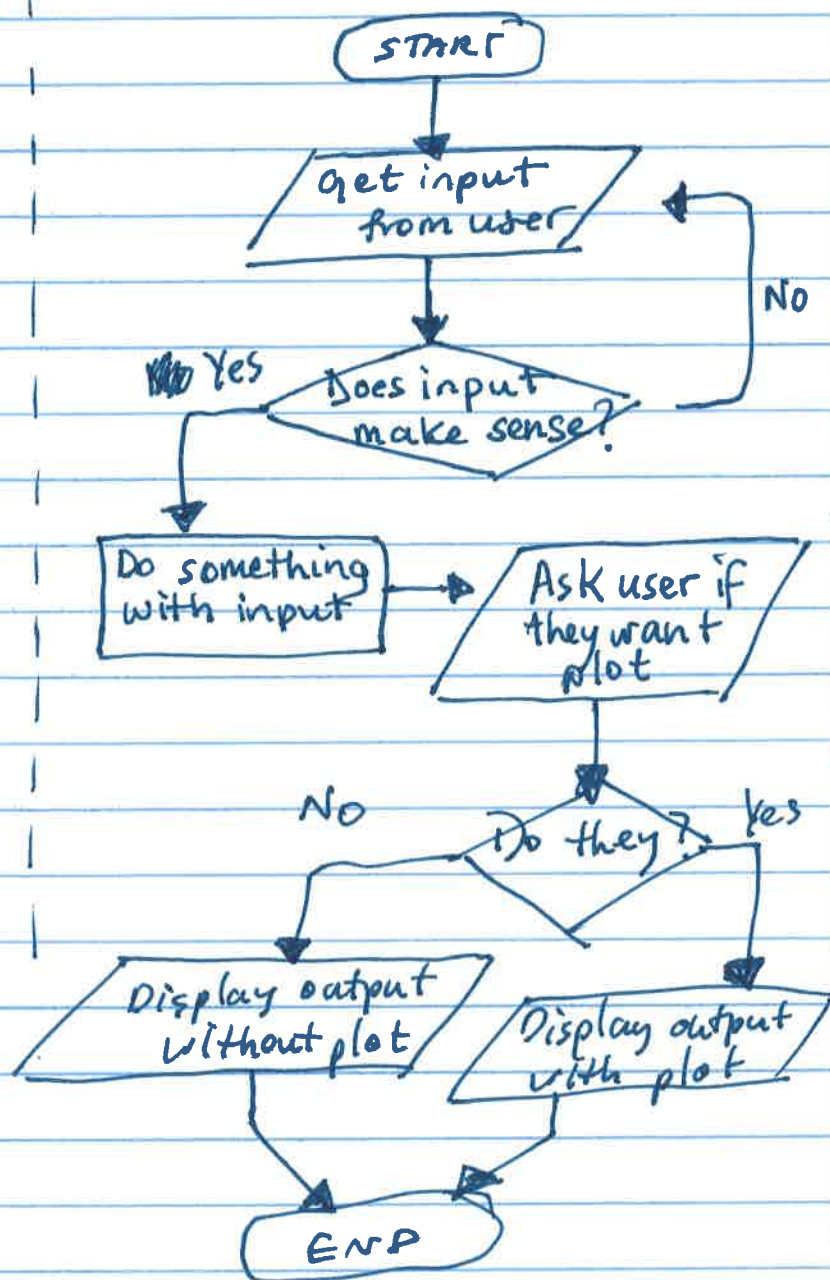 START
Get input
from user
NO
Yes
Does input
make sense?
Do something
with input
Ask user if
they want
plot
NO
Yes
Do they?
Display output
without plot
Display output
with plot
END